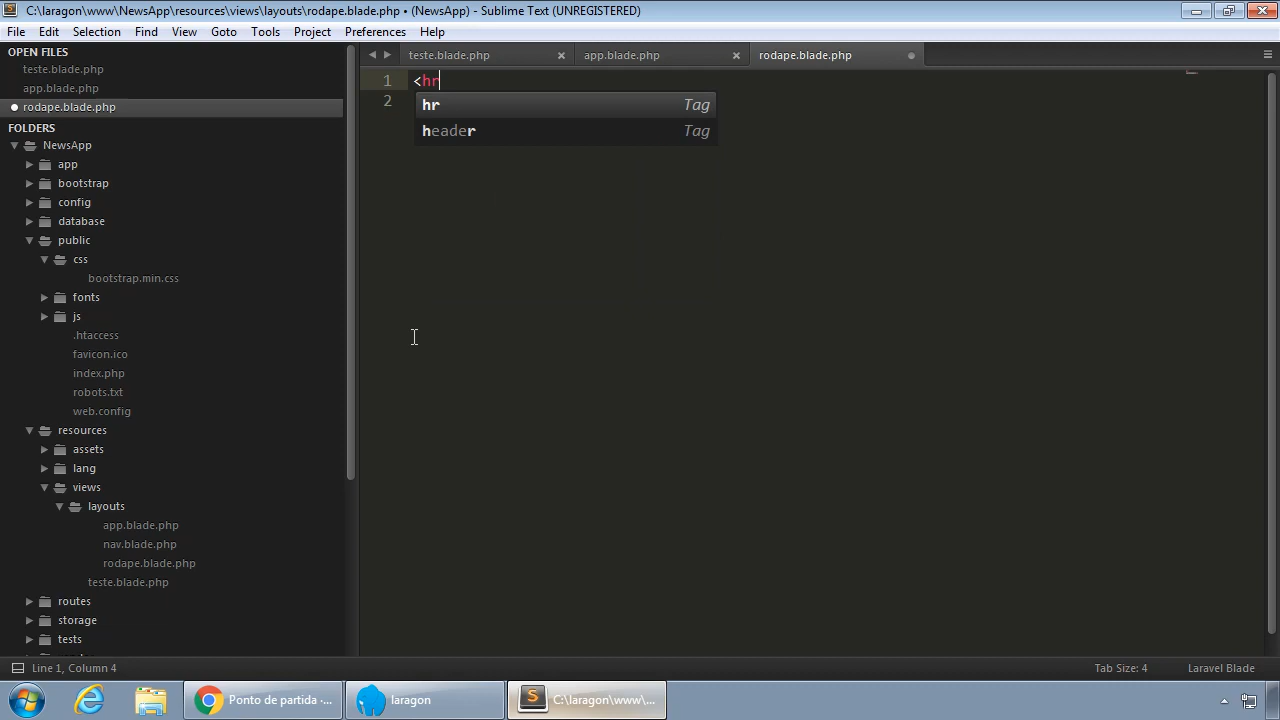 C:\laragon\www\NewsApp\resources\views\layouts\rodape.blade.php • (NewsApp) - Sublime Text (UNREGISTERED)
File Edit Selection Find View Goto Tools Project Preferences Help
OPEN FILES
teste.blade.php
app.blade.php
rodape.blade.php
FOLDERS
NewsApp
app
bootstrap
config
database
public
css
bootstrap.min.css
fonts
js
.htaccess
favicon.ico
index.php
robots.txt
web.config
resources
assets
lang
views
layouts
app.blade.php
nav.blade.php
rodape.blade.php
teste.blade.php
routes
storage
tests
teste.blade.php app.blade.php rodape.blade.php
1 <hr
2
hr Tag
header Tag
Line 1, Column 4 Tab Size: 4 Laravel Blade
Ponto de partida -... laragon C:\laragon\www\...